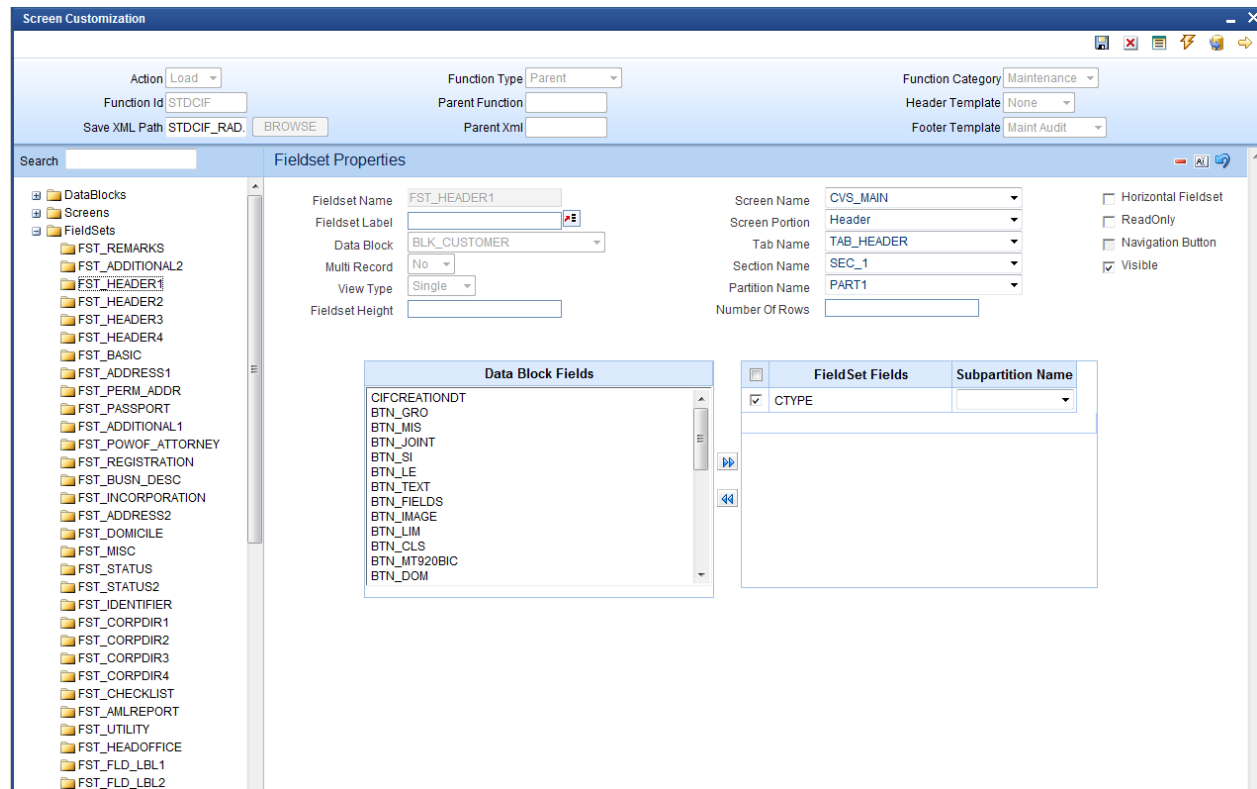 Screen Customization
Action Load Function Type Parent Function Category Maintenance
Function Id STDCIF Parent Function Header Template None
Save XML Path STDCIF_RAD. BROWSE Parent Xml Footer Template Maint Audit
Search
Fieldset Properties
DataBlocks
Screens
FieldSets
FST_REMARKS
FST_ADDITIONAL2
FST_HEADER1
FST_HEADER2
FST_HEADER3
FST_HEADER4
FST_BASIC
FST_ADDRESS1
FST_PERM_ADDR
FST_PASSPORT
FST_ADDITIONAL1
FST_POWOF_ATTORNEY
FST_REGISTRATION
FST_BUSN_DESC
FST_INCORPORATION
FST_ADDRESS2
FST_DOMICILE
FST_MISC
FST_STATUS
FST_STATUS2
FST_IDENTIFIER
FST_CORPDIR1
FST_CORPDIR2
FST_CORPDIR3
FST_CORPDIR4
FST_CHECKLIST
FST_AMLREPORT
FST_UTILITY
FST_HEADOFFICE
FST_FLD_LBL1
FST_FLD_LBL2
Fieldset Name FST_HEADER1 Screen Name CVS_MAIN Horizontal Fieldset
Fieldset Label Screen Portion Header ReadOnly
Data Block BLK_CUSTOMER Tab Name TAB_HEADER Navigation Button
Multi Record No Section Name SEC_1 Visible
View Type Single Partition Name PART1
Fieldset Height Number Of Rows
Data Block Fields
CIFCREATIONDT
BTN_GRO
BTN_MIS
BTN_JOINT
BTN_SI
BTN_LE
BTN_TEXT
BTN_FIELDS
BTN_IMAGE
BTN_LIM
BTN_CLS
BTN_MT920BIC
BTN_DOM
FieldSet Fields Subpartition Name
CTYPE